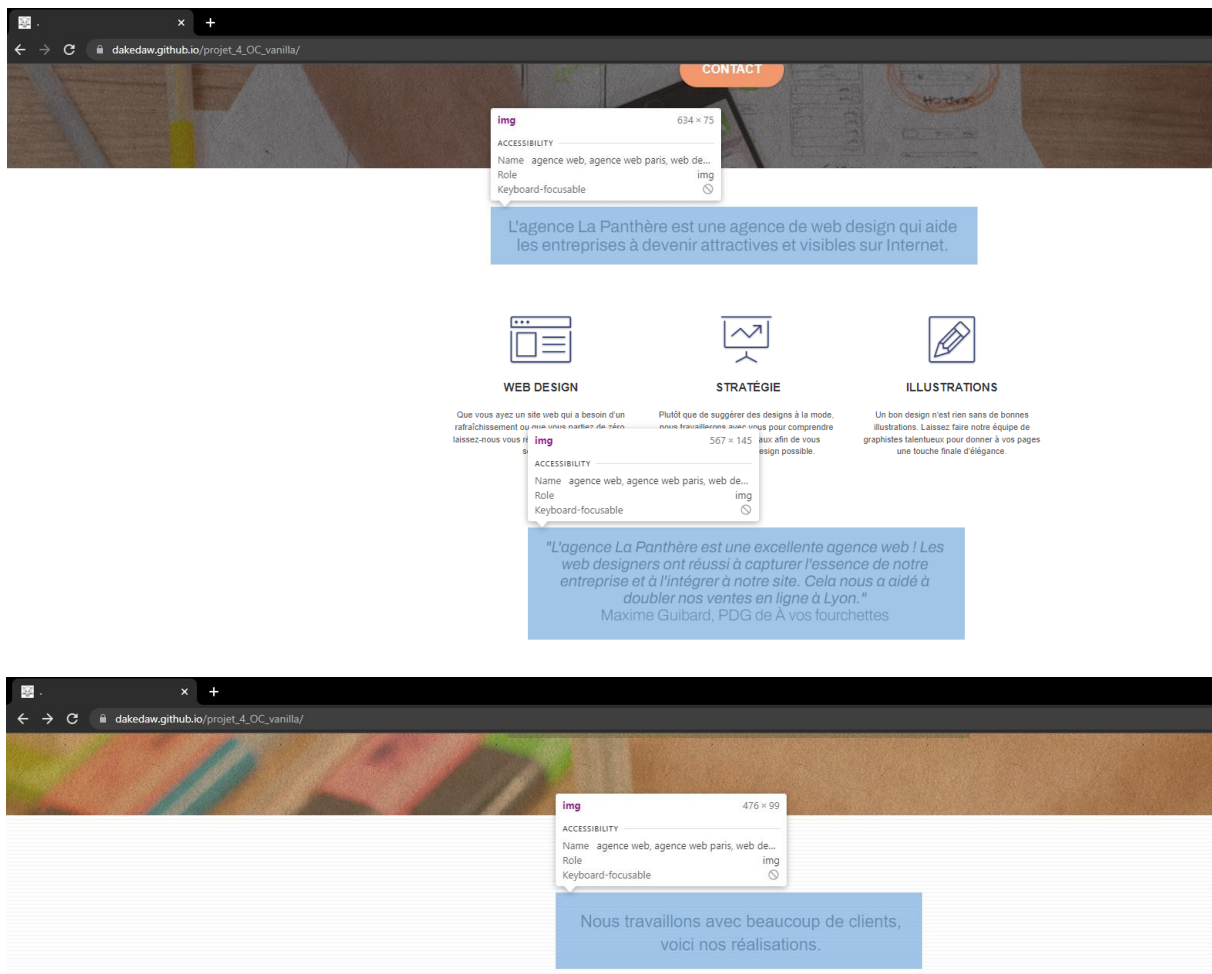 .
× +
dakedaw.github.io/projet_4_OC_vanilla/
CONTACT
img 634 × 75
ACCESSIBILITY
Name agence web, agence web paris, web de...
Role img
Keyboard-focusable
L'agence La Panthère est une agence de web design qui aide
les entreprises à devenir attractives et visibles sur Internet.
WEB DESIGN
Que vous ayez un site web qui a besoin d'un
rafraîchissement ou que vous partiez de zéro,
laissez-nous vous
STRATÉGIE
Plutôt que de suggérer des designs à la mode,
nous travaillerons avec vous pour comprendre
aux afin de vous
esign possible.
ILLUSTRATIONS
Un bon design n'est rien sans de bonnes
illustrations. Laissez faire notre équipe de
graphistes talentueux pour donner à vos pages
une touche finale d'élégance.
img 567 × 145
ACCESSIBILITY
Name agence web, agence web paris, web de...
Role img
Keyboard-focusable
"L'agence La Panthère est une excellente agence web ! Les
web designers ont réussi à capturer l'essence de notre
entreprise et à l'intégrer à notre site. Cela nous a aidé à
doubler nos ventes en ligne à Lyon."
Maxime Guibard, PDG de À vos fourchettes
.
× +
dakedaw.github.io/projet_4_OC_vanilla/
img 476 × 99
ACCESSIBILITY
Name agence web, agence web paris, web de...
Role img
Keyboard-focusable
Nous travaillons avec beaucoup de clients,
voici nos réalisations.